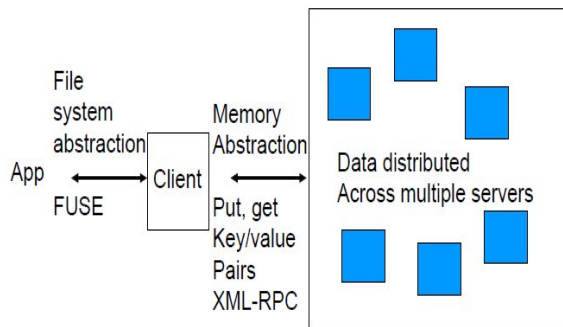 File
system
abstraction
App
FUSE
Client
Memory
Abstraction
Put, get
Key/value
Pairs
XML-RPC
Data distributed
Across multiple servers